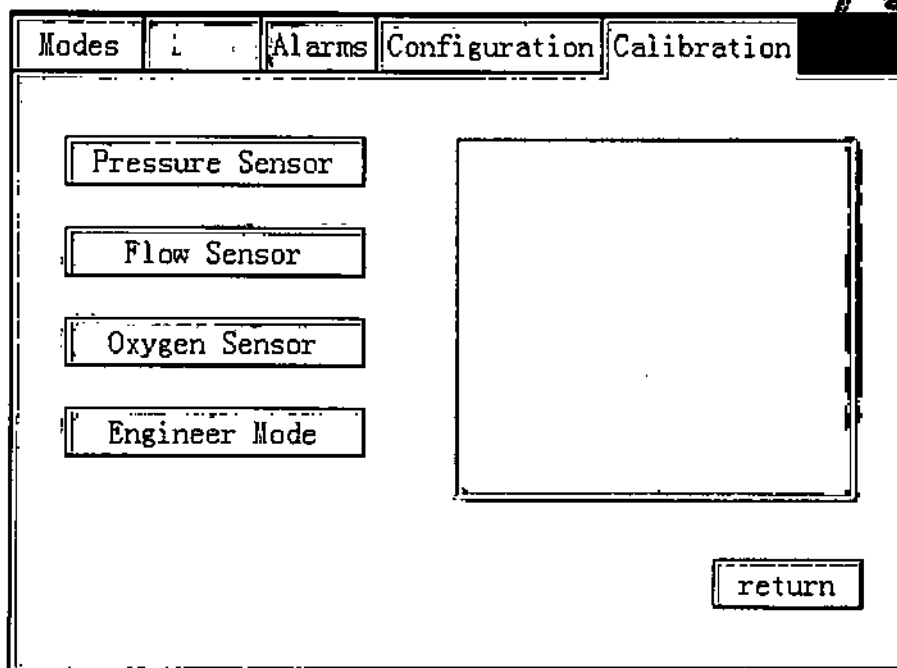 Modes Alarms Configuration Calibration
Pressure Sensor
Flow Sensor
Oxygen Sensor
Engineer Mode
return